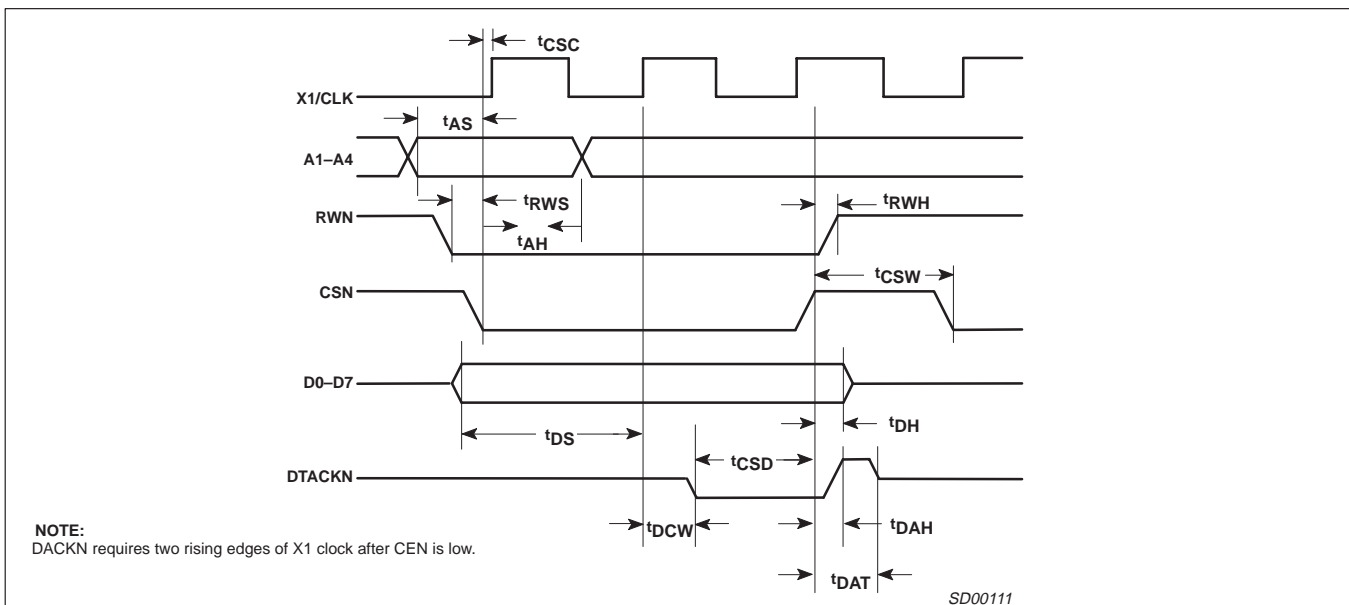 tCSC
X1/CLK
tAS
A1–A4
tRWS
tRWH
RWN
tAH
tCSW
CSN
D0–D7
tDH
tDS
tCSD
DTACKN
tDCW
tDAH
NOTE:
DACKN requires two rising edges of X1 clock after CEN is low.
tDAT
SD00111